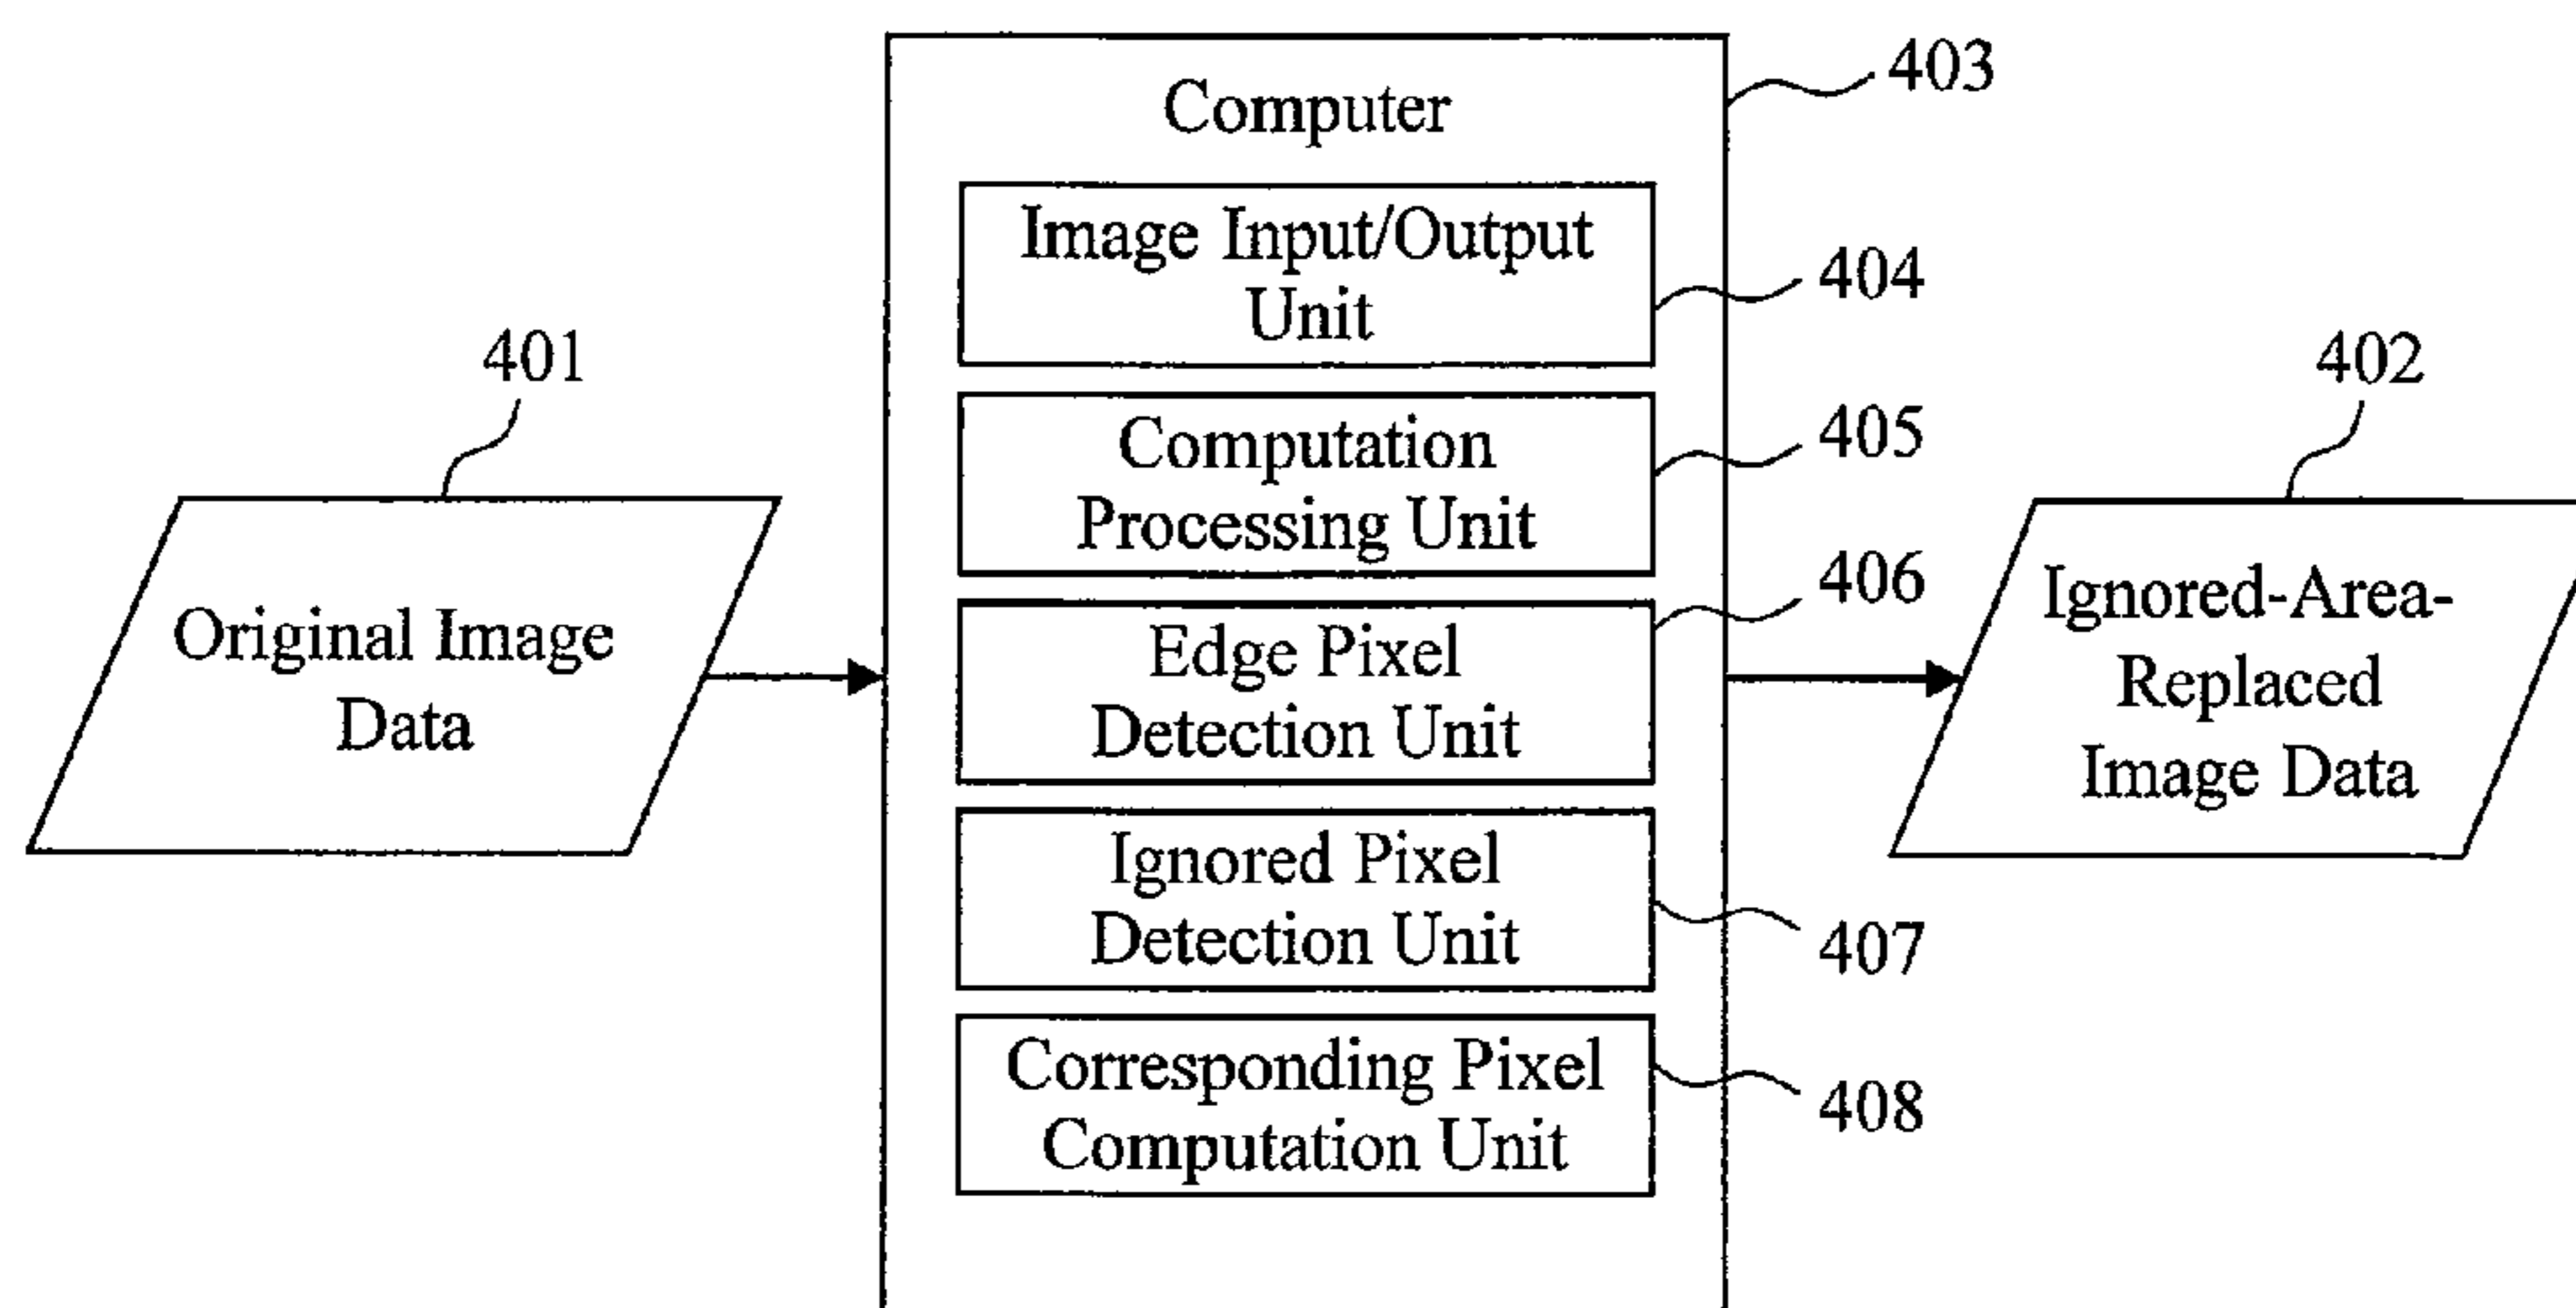 401
Original Image
Data
Computer
403
Image Input/Output
Unit
404
Computation
Processing Unit
405
Edge Pixel
Detection Unit
406
Ignored Pixel
Detection Unit
407
Corresponding Pixel
Computation Unit
408
402
Ignored-Area-
Replaced
Image Data